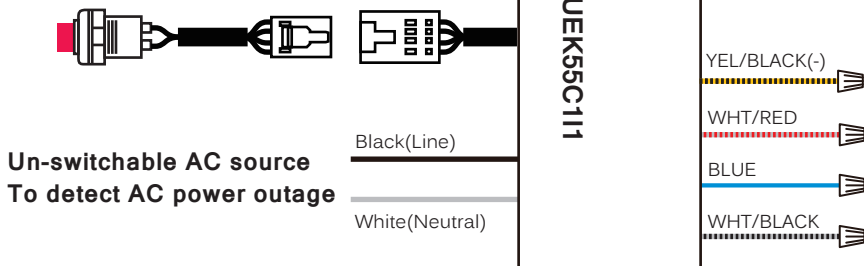 UEK55C1I1
YEL/BLACK(-)
WHT/RED
Black(Line)
Un-switchable AC source
BLUE
To detect AC power outage
White(Neutral)
WHT/BLACK